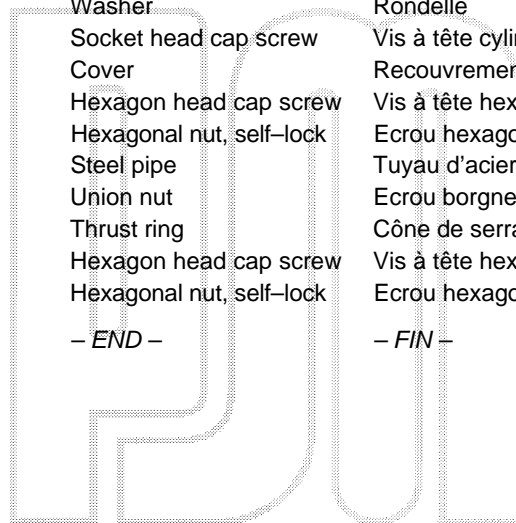 Washer Rondelle
Socket head cap screw Vis à tête
Cover
Hexagon head cap screw Vis à tête
Hexagonal nut, self–lock Ecrou
Steel pipe Tuyau d'acier
Union nut Ecrou borgne
Thrust ring Cône de
Hexagon head cap screw Vis à tête
Hexagonal nut, self–lock Ecrou
– END – – FIN –